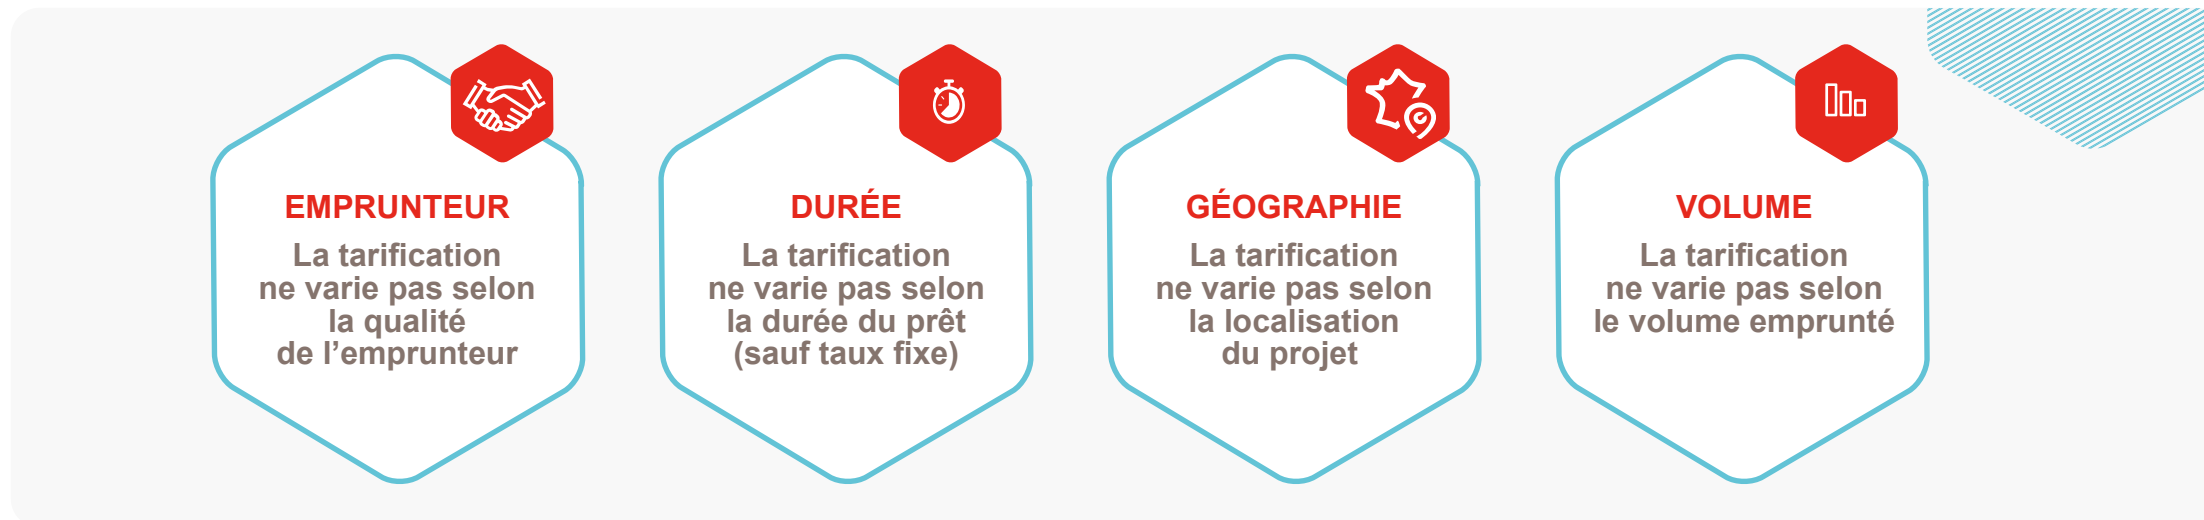 EMPRUNTEUR
La tarification
ne varie pas selon
la qualité
de l’emprunteur
DURÉE
La tarification
ne varie pas selon
la durée du prêt
(sauf taux fixe)
GÉOGRAPHIE
La tarification
ne varie pas selon
la localisation
du projet
VOLUME
La tarification
ne varie pas selon
le volume emprunté